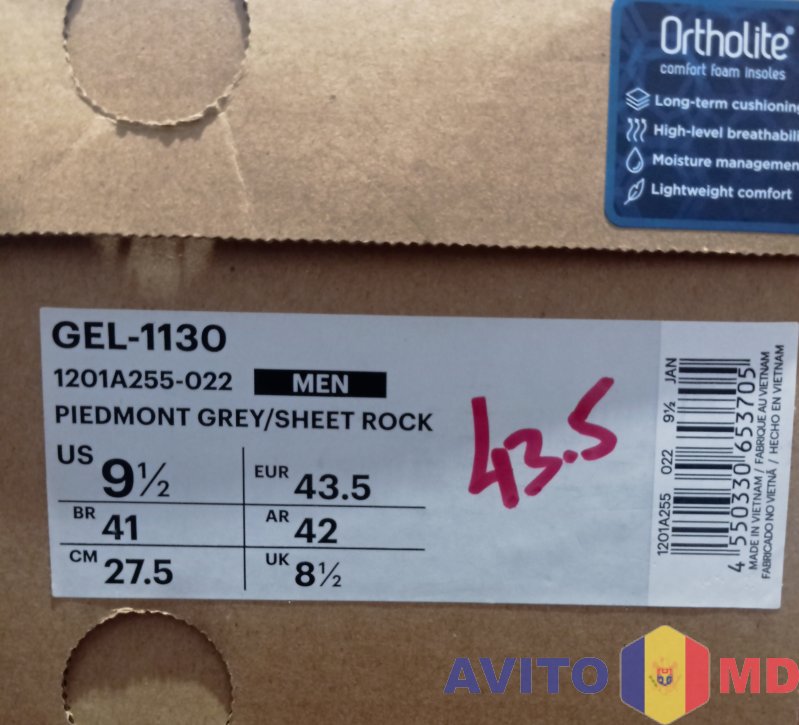 Ortholite®
comfort foam insoles
Long-term cushioning
High-level breathabili
Moisture managemen
Lightweight comfort
GEL-1130
1201A255-022 MEN
PIEDMONT GREY/SHEET ROCK
US 9½ EUR 43.5
BR 41 AR 42
CM 27.5 UK 8½
43.5
1201A255 022 9½ JAN
4 550330 653705
MADE IN VIETNAM / FABRIQUE AU VIETNAM
FABRICADO NO VIETNÃ / HECHO EN VIETNAM
AVITO MD